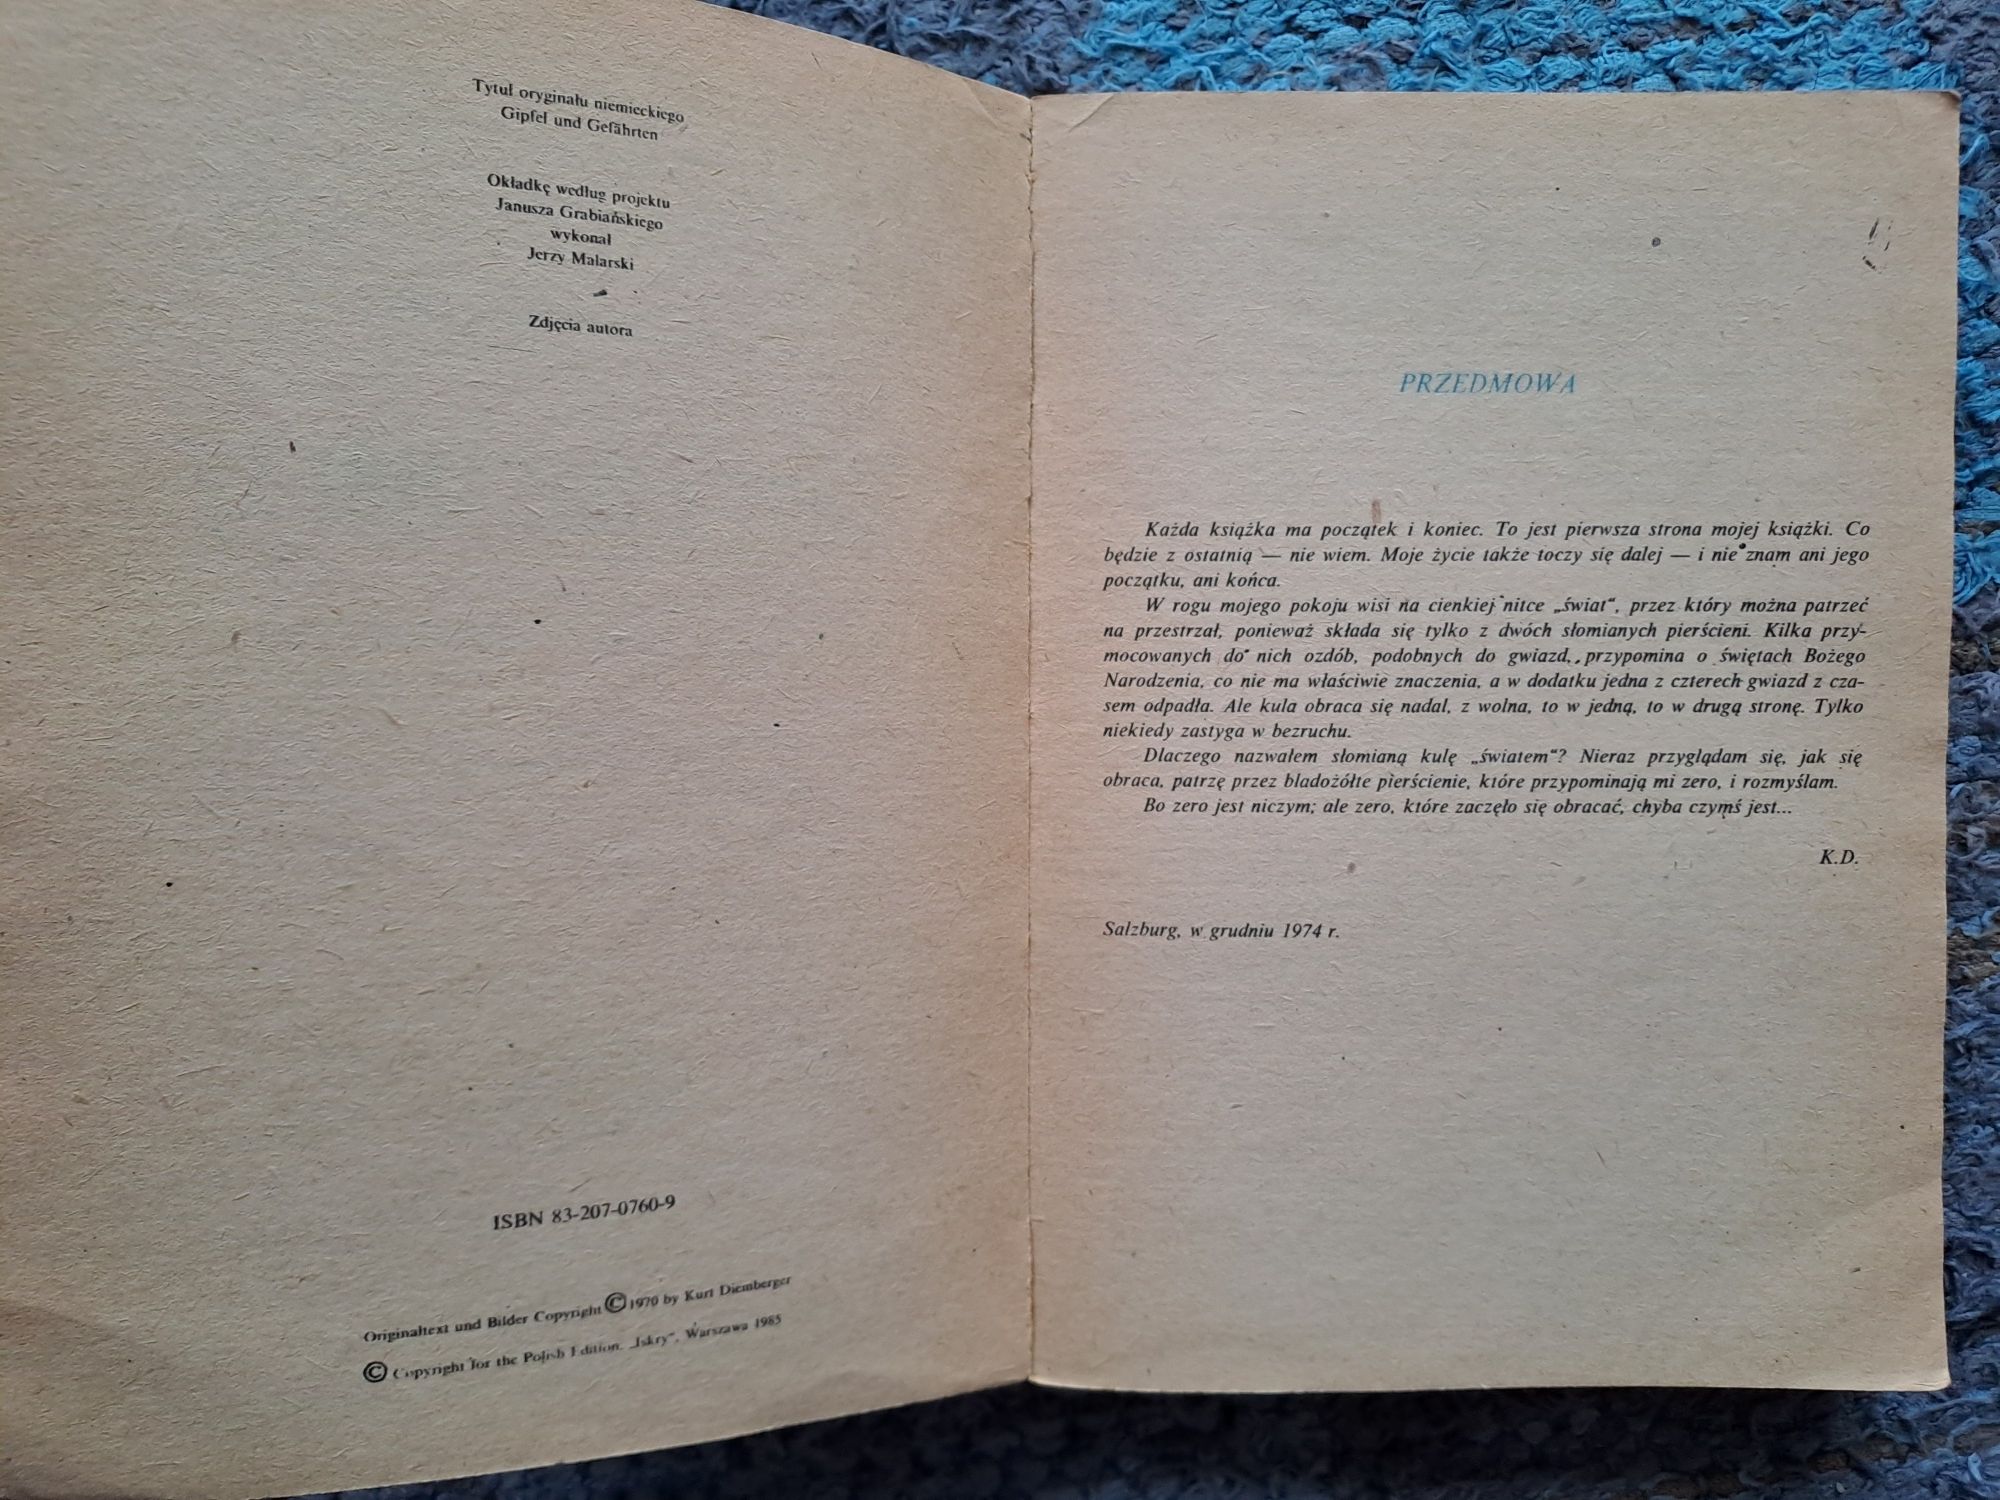 Tytuł oryginału niemieckiego
Gipfel und Gefährten
Okładkę według projektu
Janusza Grabiańskiego
wykonał
Jerzy Malarski
Zdjęcia autora
ISBN 83-207-0760-9
Originaltext und Bilder Copyright © 1970 by Kurt Diemberger
© Copyright for the Polish Edition. „Iskry“, Warszawa 1985
PRZEDMOWA
Każda książka ma początek i koniec. To jest pierwsza strona mojej książki. Co
będzie z ostatnią — nie wiem. Moje życie także toczy się dalej — i nie znam ani jego
początku, ani końca.
W rogu mojego pokoju wisi na cienkiej nitce „świat“, przez który można patrzeć
na przestrzał, ponieważ składa się tylko z dwóch słomianych pierścieni. Kilka przy-
mocowanych do nich ozdób, podobnych do gwiazd, przypomina o świętach Bożego
Narodzenia, co nie ma właściwie znaczenia, a w dodatku jedna z czterech gwiazd z cza-
sem odpadła. Ale kula obraca się nadal, z wolna, to w jedną, to w drugą stronę. Tylko
niekiedy zastyga w bezruchu.
Dlaczego nazwałem słomianą kulę „światem“? Nieraz przyglądam się, jak się
obraca, patrzę przez bladożółte pierścienie, które przypominają mi zero, i rozmyślam.
Bo zero jest niczym; ale zero, które zaczęło się obracać, chyba czymś jest...
K.D.
Salzburg, w grudniu 1974 r.